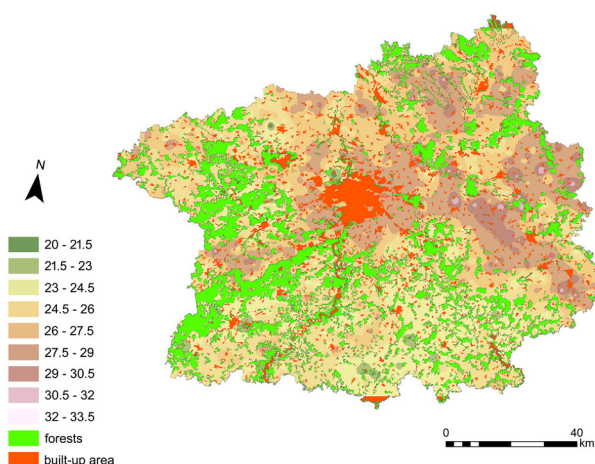 N
20 - 21.5
21.5 - 23
23 - 24.5
24.5 - 26
26 - 27.5
27.5 - 29
29 - 30.5
30.5 - 32
32 - 33.5
forests
built-up area
0 40
km